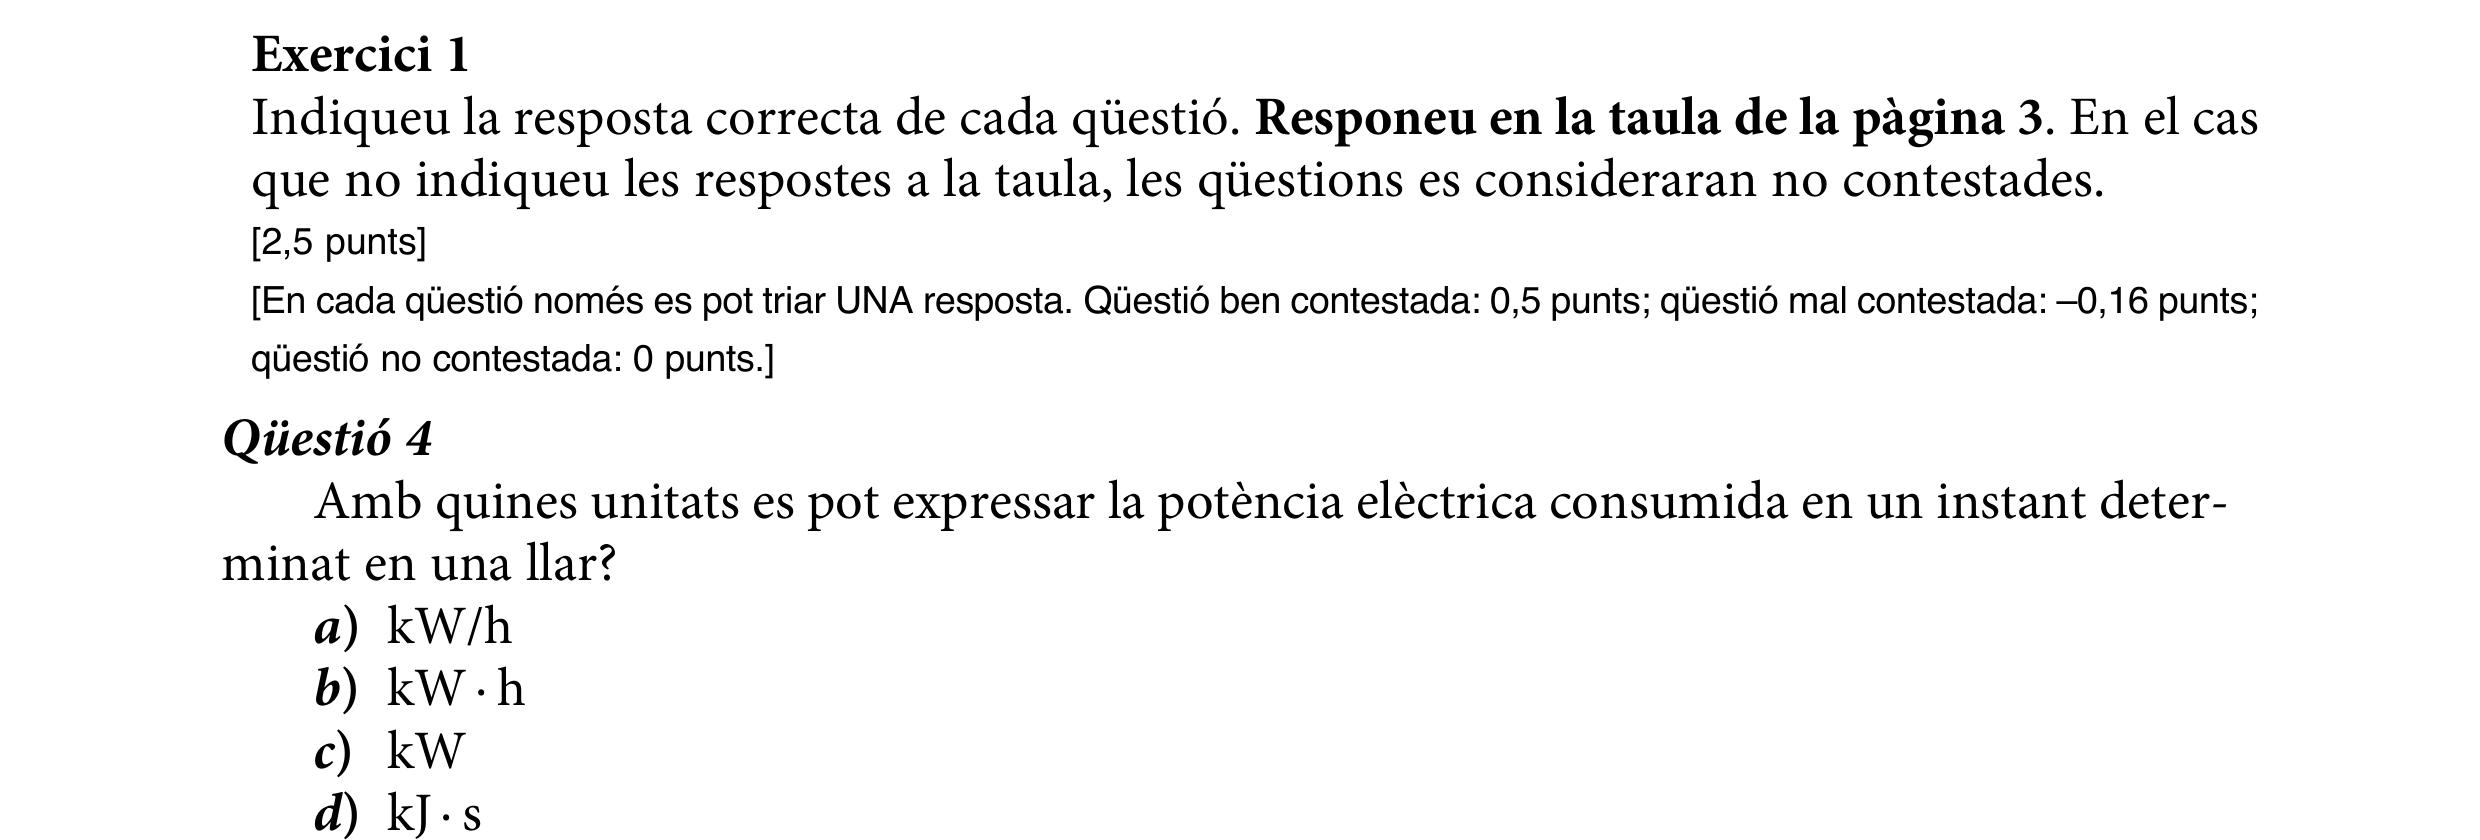 Exercici 1
Indiqueu la resposta correcta de cada qüestió. Responeu en la taula de la pàgina 3. En el cas
que no indiqueu les respostes a la taula, les qüestions es consideraran no contestades.
[2,5 punts]
[En cada qüestió només es pot triar UNA resposta. Qüestió ben contestada: 0,5 punts; qüestió mal contestada: –0,16 punts;
qüestió no contestada: 0 punts.]
Qüestió 4
Amb quines unitats es pot expressar la potència elèctrica consumida en un instant deter-
minat en una llar?
a) kW/h
b) kW · h
c) kW
d) kJ · s